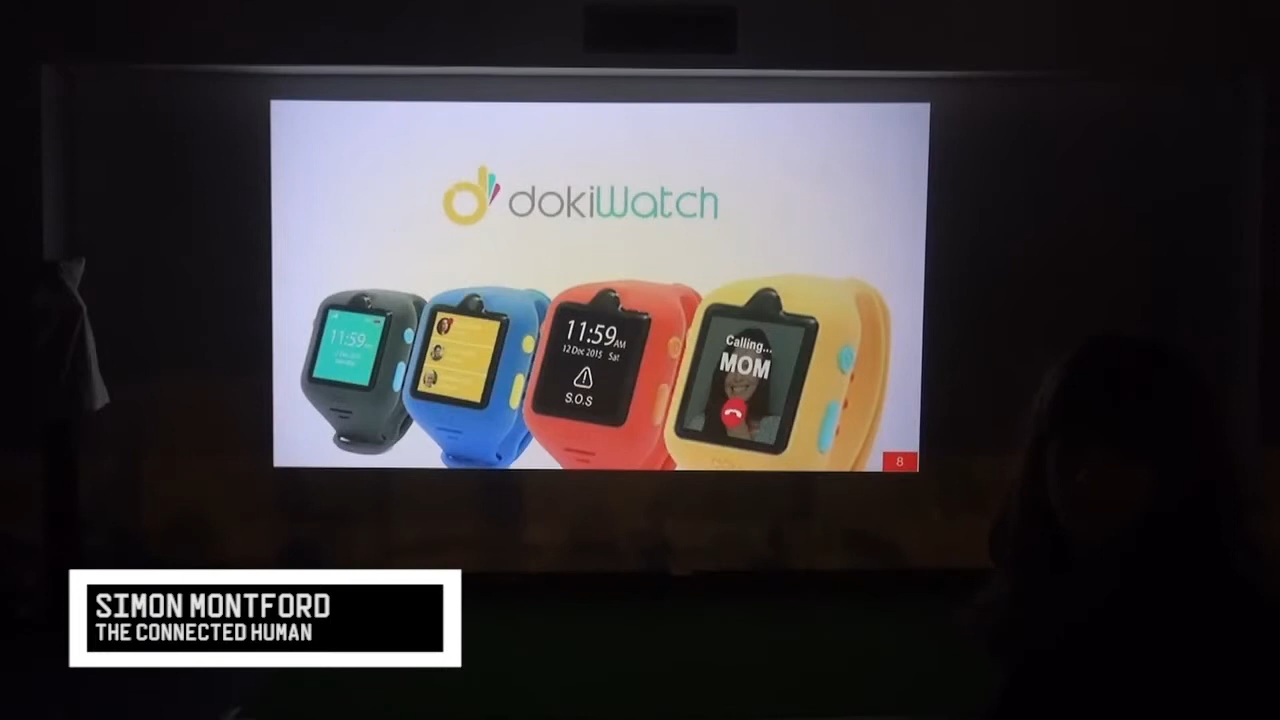 dokiWatch
11:59
11:59AM
12 Dec 2015 Sat
S.O.S
Calling...
MOM
8
SIMON MONTFORD
THE CONNECTED HUMAN